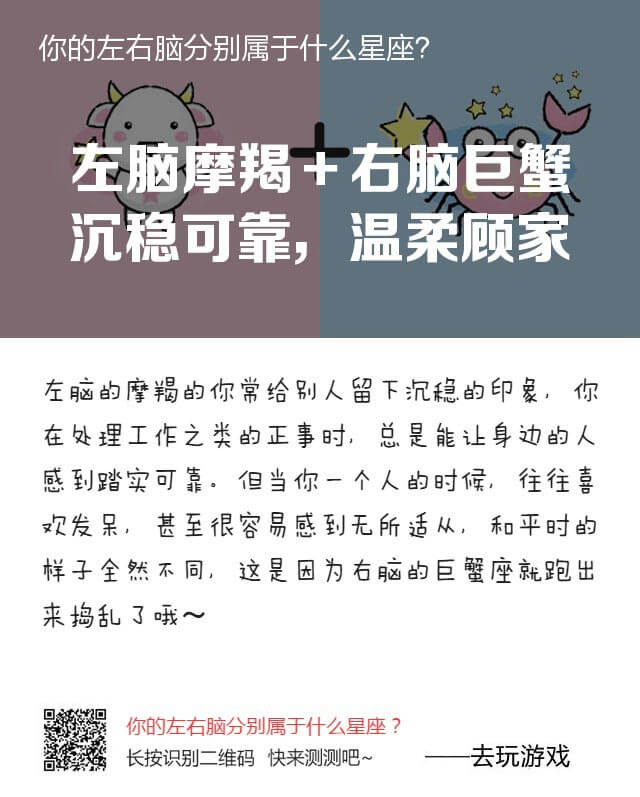 你的左右脑分别属于什么星座?
左脑摩羯+右脑巨蟹
沉稳可靠，温柔顾家
左脑的摩羯的你常给别人留下沉稳的印象，你
在处理工作之类的正事时，总是能让身边的人
感到踏实可靠。但当你一个人的时候，往往喜
欢发呆，甚至很容易感到无所适从，和平时的
样子全然不同，这是因为右脑的巨蟹座就跑出
来捣乱了哦～
你的左右脑分别属于什么星座？
长按识别二维码 快来测测吧~
——去玩游戏